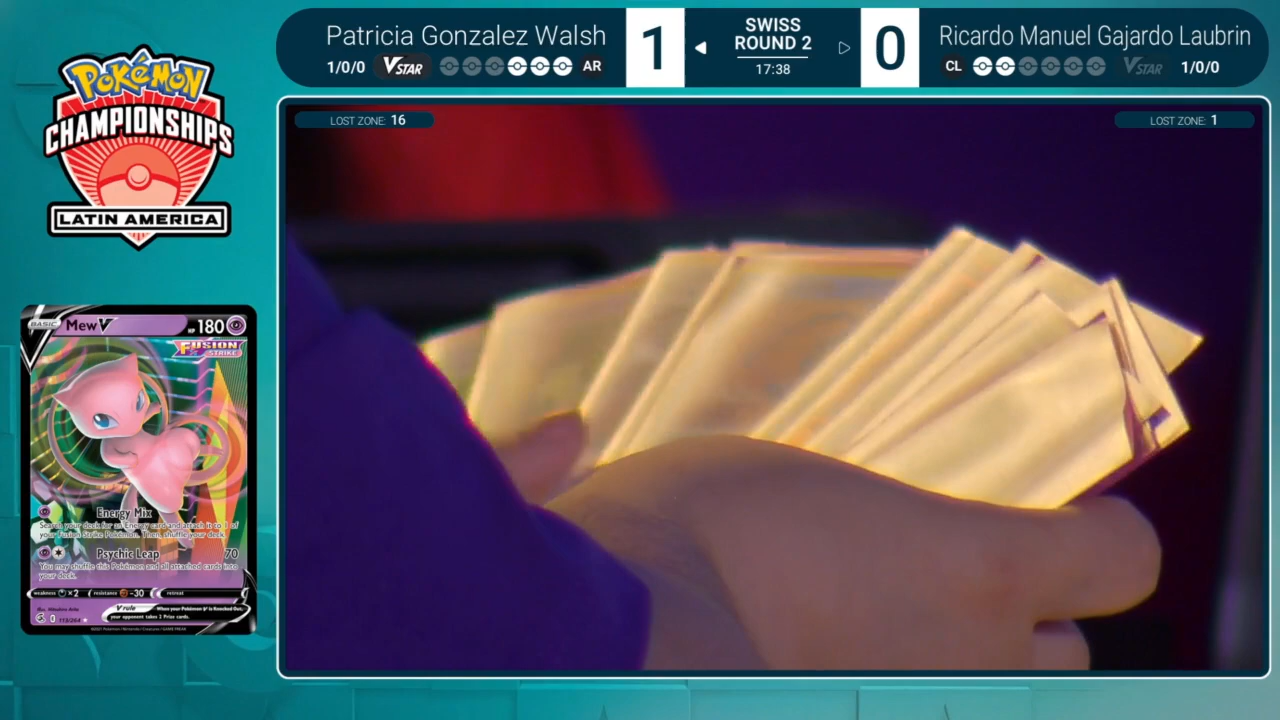 Patricia Gonzalez Walsh
1
SWISS
ROUND 2
17:38
0
Ricardo Manuel Gajardo Laubrin
1/0/0
VSTAR
AR
CL
VSTAR
1/0/0
Pokémon
CHAMPIONSHIPS
LATIN AMERICA
LOST ZONE: 16
LOST ZONE: 1
BASIC
Mew V
HP 180
FUSION
STRIKE
Energy Mix
Search your deck for an Energy card and attach it to 1 of
your Fusion Strike Pokémon. Then, shuffle your deck.
Psychic Leap 70
You may shuffle this Pokémon and all attached cards into
your deck.
weakness ×2 resistance -30 retreat
V rule
When your Pokémon V is Knocked Out,
your opponent takes 2 Prize cards.